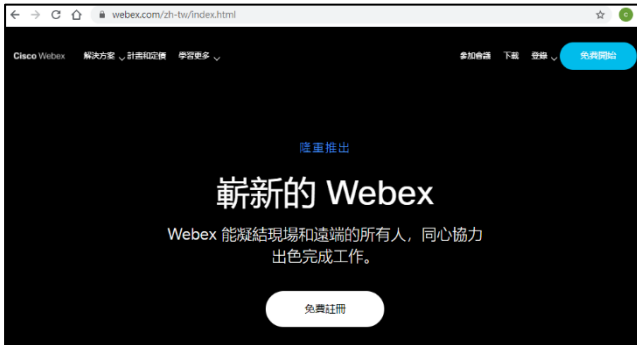 webex.com/zh-tw/index.html
Cisco Webex 解決方案 計畫和定價 學習更多 參加會議 下載 登錄 免費開始
隆重推出
嶄新的 Webex
Webex 能凝結現場和遠端的所有人，同心協力
出色完成工作。
免費註冊